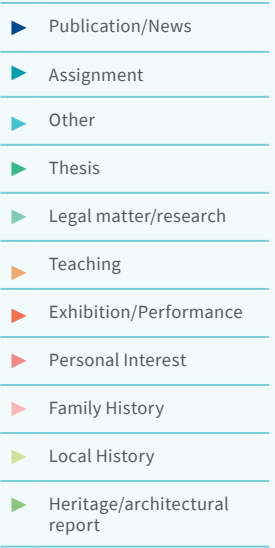 Publication/News
Assignment
Other
Thesis
Legal matter/research
Teaching
Exhibition/Performance
Personal Interest
Family History
Local History
Heritage/architectural
report